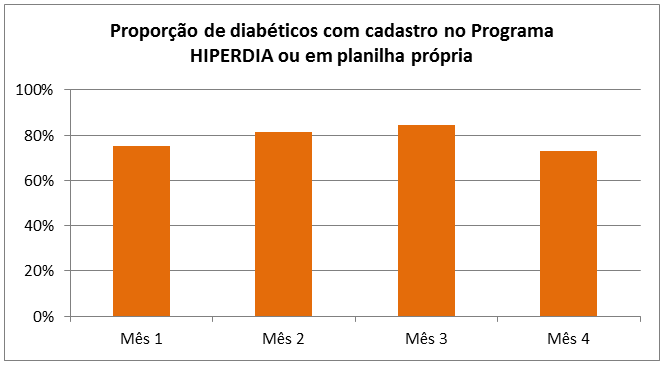 Proporção de diabéticos com cadastro no Programa
HIPERDIA ou em planilha própria
100%
80%
60%
40%
20%
0%
Mês 1
Mês 2
Mês 3
Mês 4